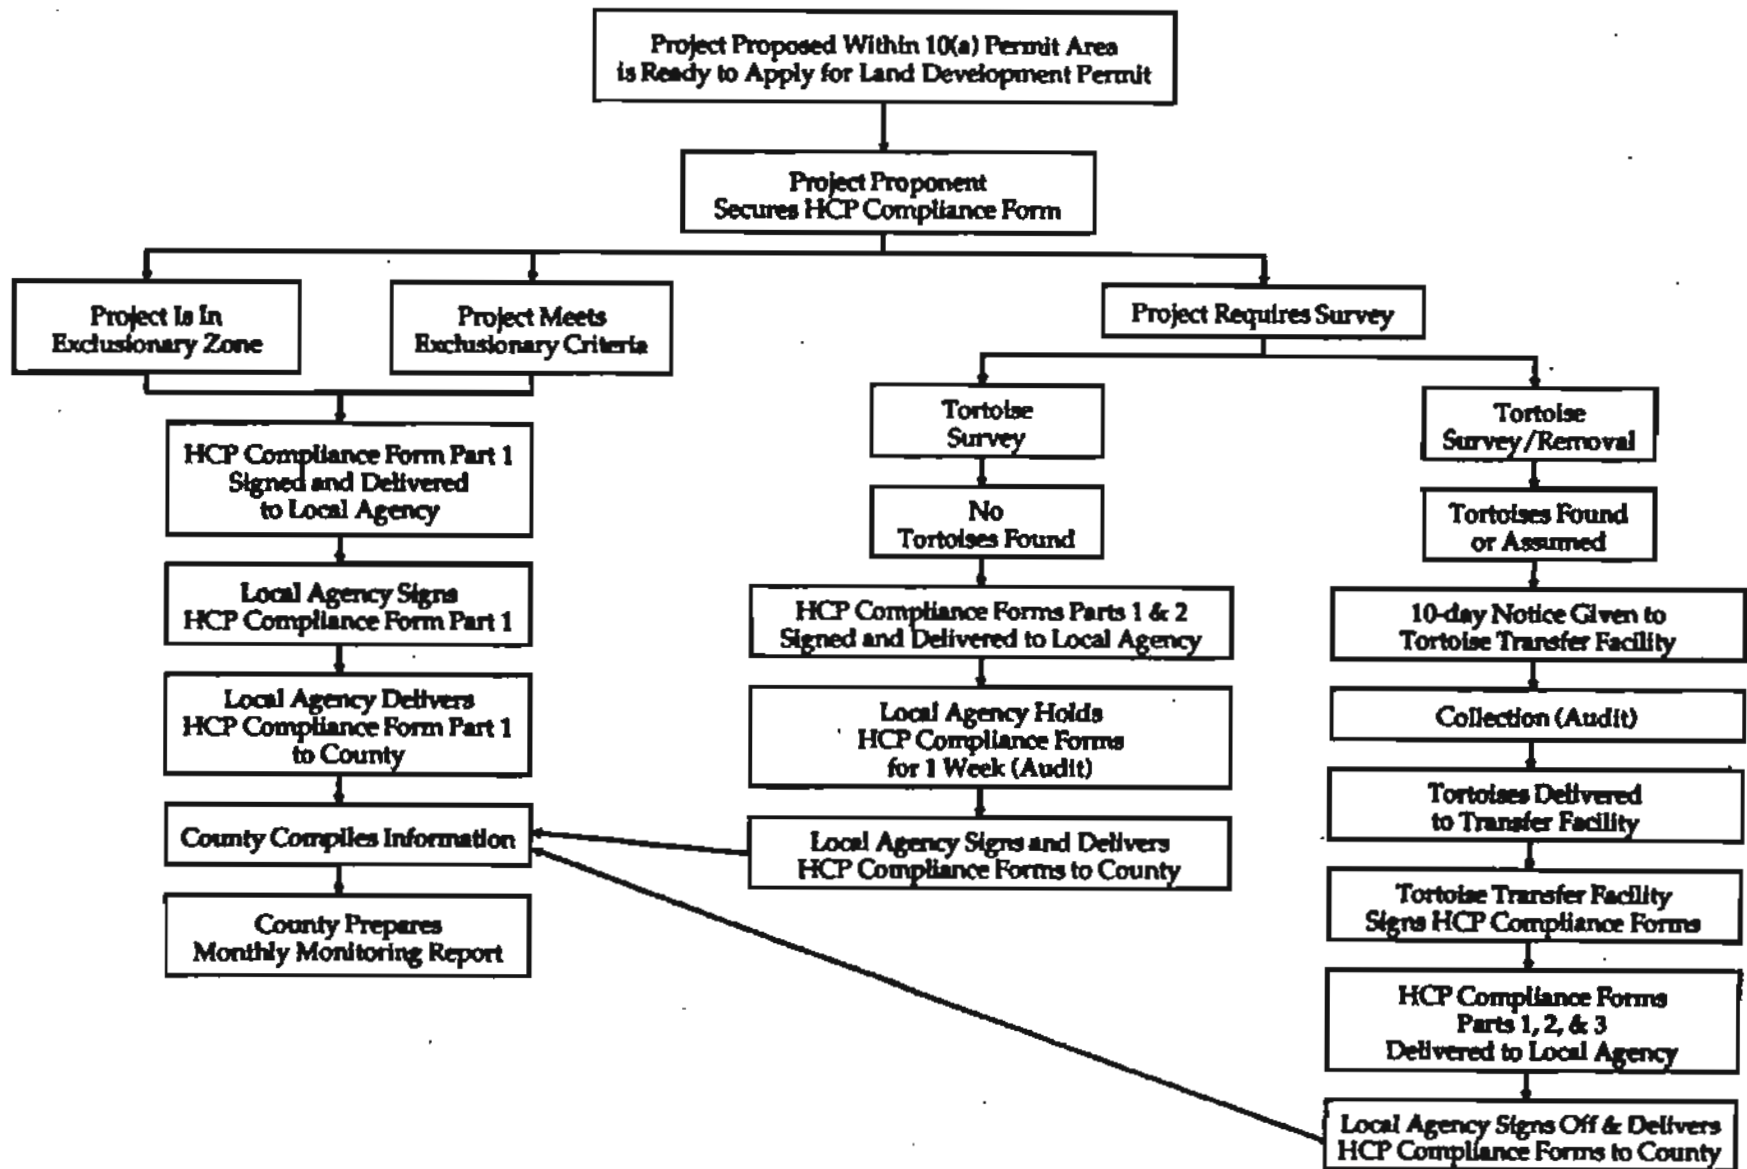 Project Proposed Within 10(a) Permit Area
is Ready to Apply for Land Development Permit
Project Proponent
Secures HCP Compliance Form
Project Is In
Exclusionary Zone
Project Meets
Exclusionary Criteria
Project Requires Survey
HCP Compliance Form Part 1
Signed and Delivered
to Local Agency
Local Agency Signs
HCP Compliance Form Part 1
Local Agency Delivers
HCP Compliance Form Part 1
to County
County Compiles Information
County Prepares
Monthly Monitoring Report
Tortoise
Survey
No
Tortoises Found
HCP Compliance Forms Parts 1 & 2
Signed and Delivered to Local Agency
Local Agency Holds
HCP Compliance Forms
for 1 Week (Audit)
Local Agency Signs and Delivers
HCP Compliance Forms to County
Tortoise
Survey/Removal
Tortoises Found
or Assumed
10-day Notice Given to
Tortoise Transfer Facility
Collection (Audit)
Tortoises Delivered
to Transfer Facility
Tortoise Transfer Facility
Signs HCP Compliance Forms
HCP Compliance Forms
Parts 1, 2, & 3
Delivered to Local Agency
Local Agency Signs Off & Delivers
HCP Compliance Forms to County